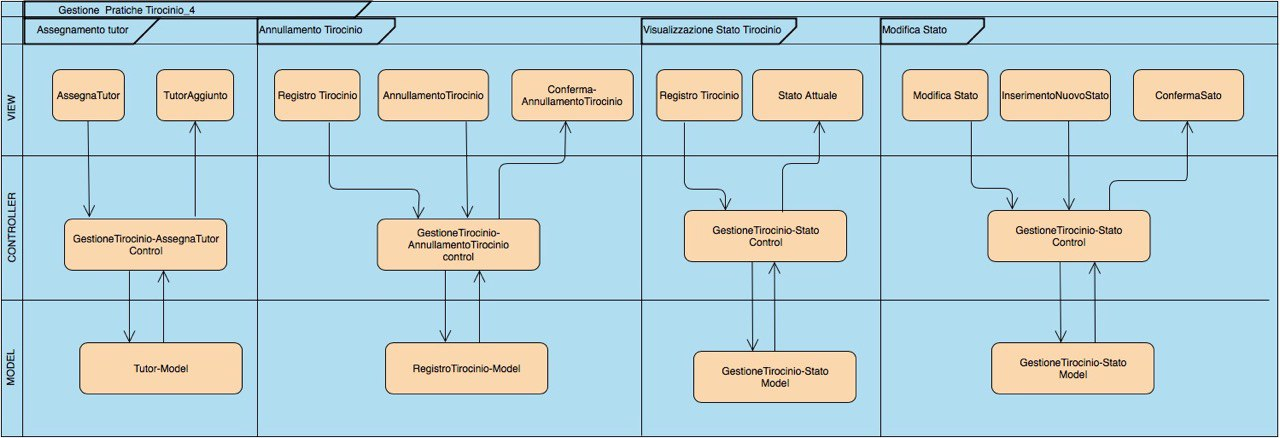 Gestione Pratiche Tirocinio_4
Assegnamento tutor
Annullamento Tirocinio
Visualizzazione Stato Tirocinio
Modifica Stato
VIEW
AssegnaTutor
TutorAggiunto
Registro Tirocinio
AnnullamentoTirocinio
Conferma-
AnnullamentoTirocinio
Registro Tirocinio
Stato Attuale
Modifica Stato
InserimentoNuovoStato
ConfermaSato
CONTROLLER
GestioneTirocinio-AssegnaTutor
Control
GestioneTirocinio-
AnnullamentoTirocinio
control
GestioneTirocinio-Stato
Control
GestioneTirocinio-Stato
Control
MODEL
Tutor-Model
RegistroTirocinio-Model
GestioneTirocinio-Stato
Model
GestioneTirocinio-Stato
Model